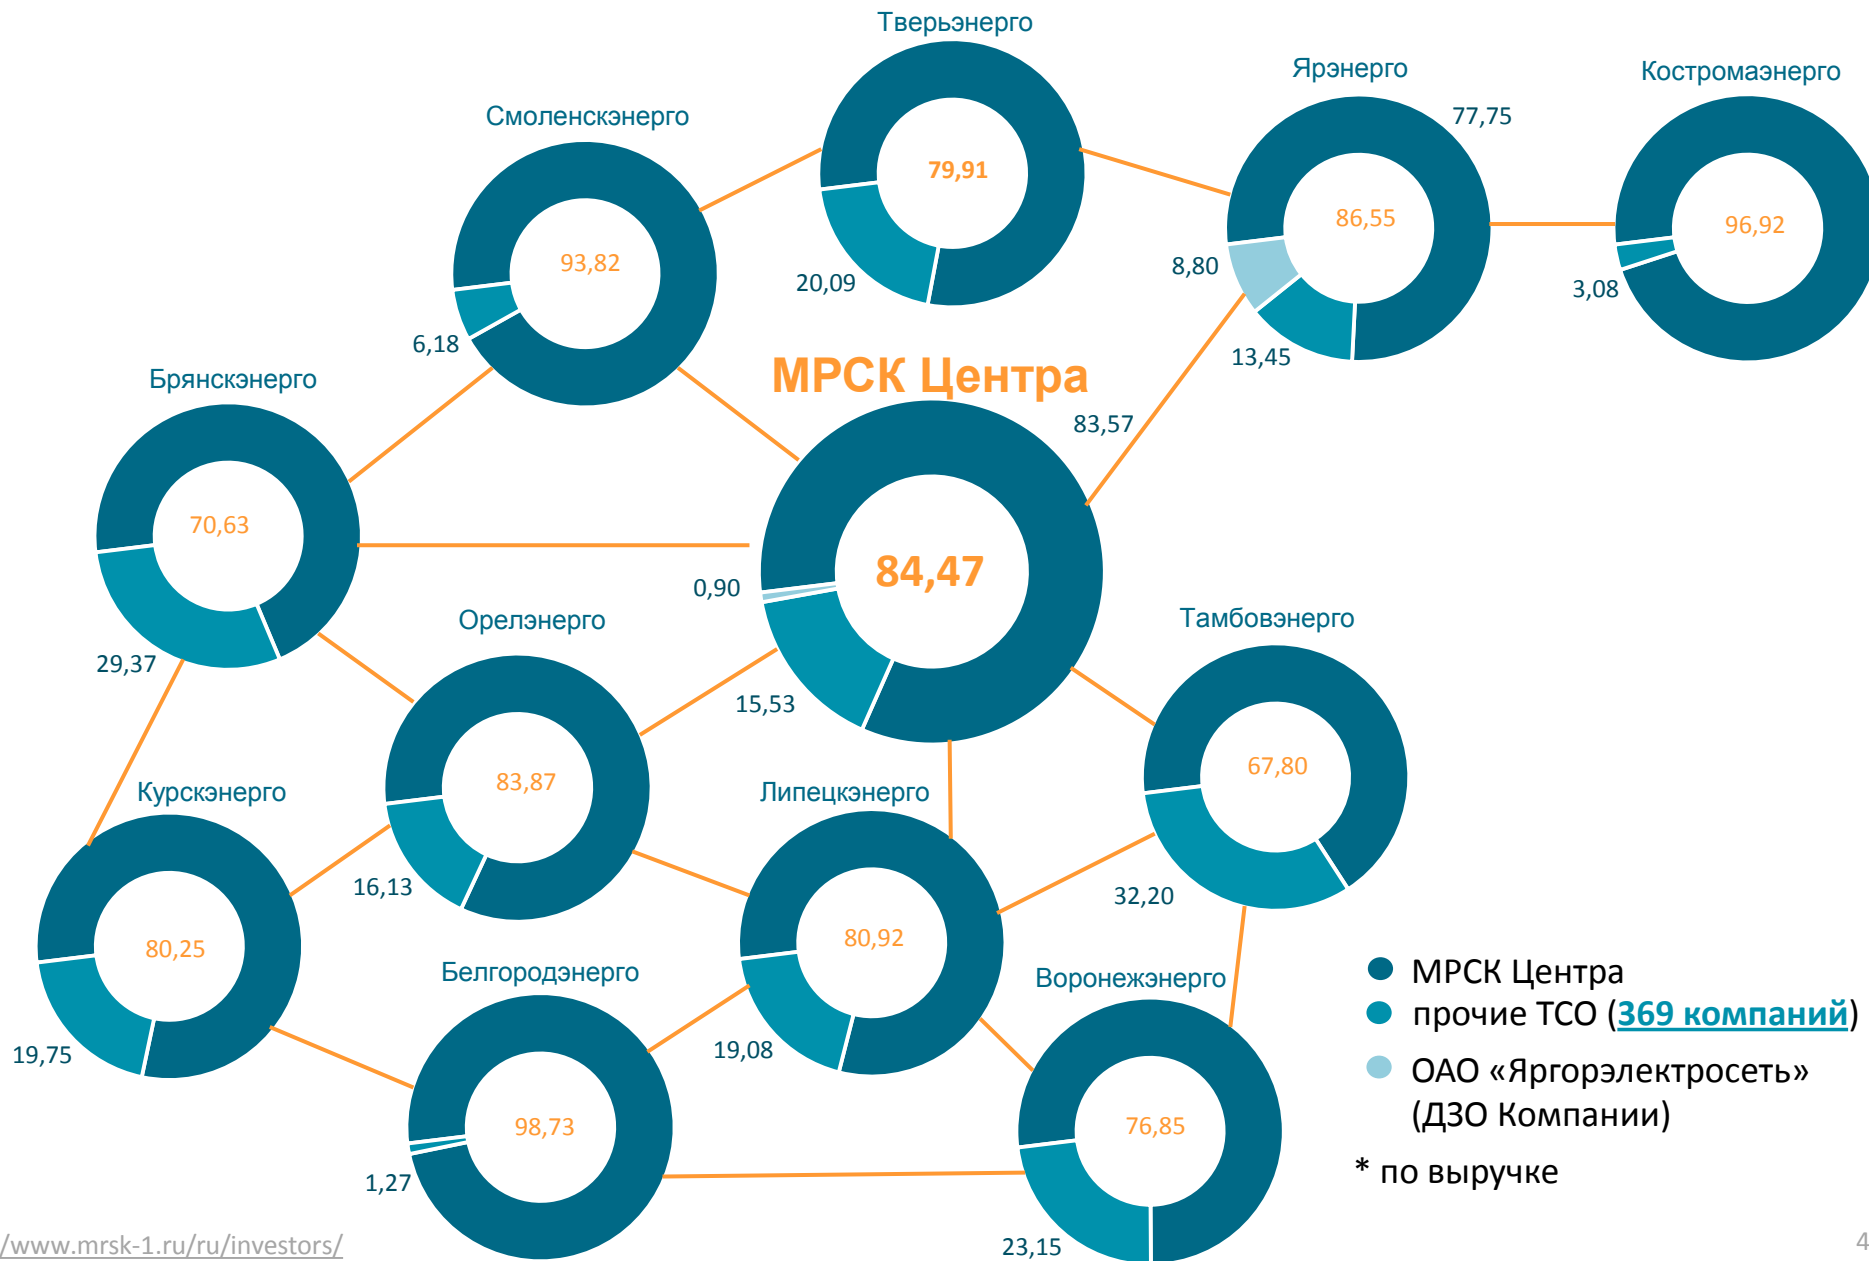 Тверьэнерго
79,91
20,09
Ярэнерго
77,75
86,55
8,80
13,45
Костромаэнерго
96,92
3,08
Смоленскэнерго
93,82
6,18
МРСК Центра
83,57
84,47
0,90
15,53
Брянскэнерго
70,63
29,37
Орелэнерго
83,87
16,13
Тамбовэнерго
67,80
32,20
Курскэнерго
80,25
19,75
Липецкэнерго
80,92
19,08
Белгородэнерго
98,73
1,27
Воронежэнерго
76,85
23,15
МРСК Центра
прочие ТСО (369 компаний)
ОАО «Яргорэлектросеть»
(ДЗО Компании)
* по выручке
/www.mrsk-1.ru/ru/investors/
4